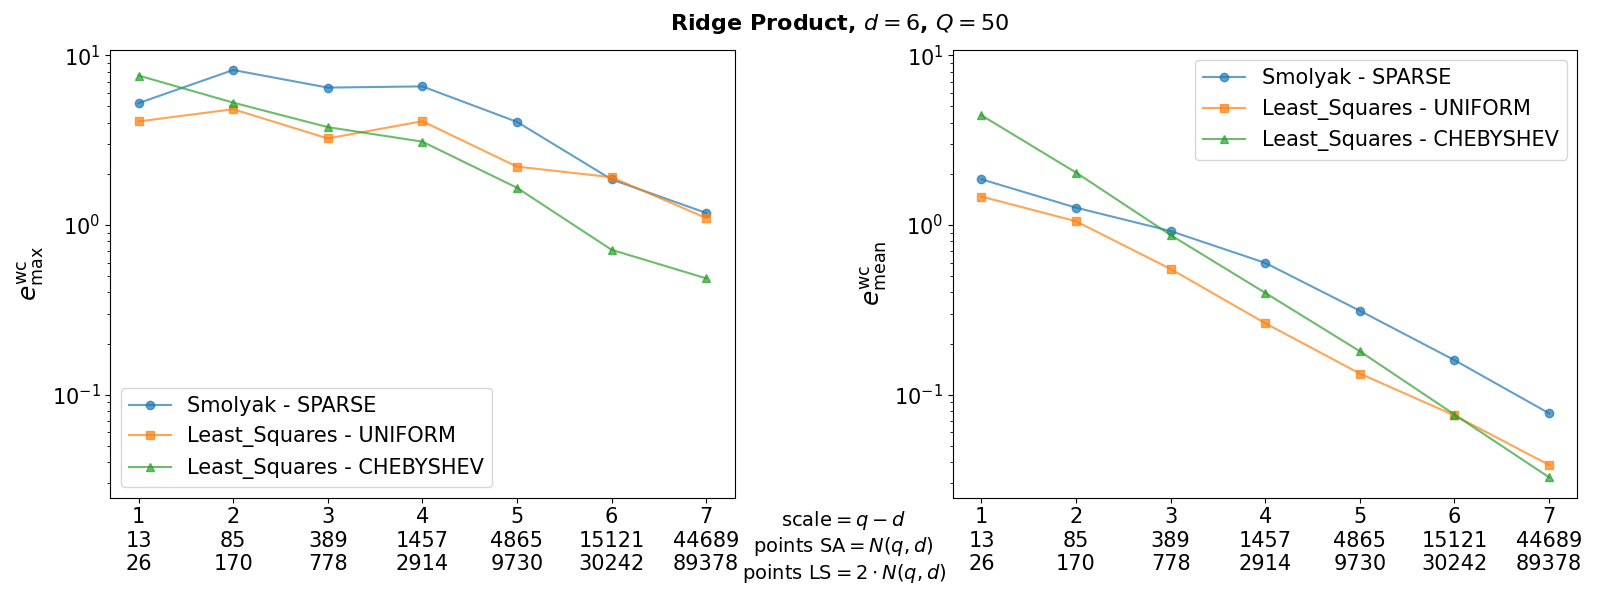 Ridge Product, d = 6, Q = 50
10¹
10⁰
10⁻¹
e^wc_max
Smolyak - SPARSE
Least_Squares - UNIFORM
Least_Squares - CHEBYSHEV
1 2 3 4 5 6 7
13 85 389 1457 4865 15121 44689
26 170 778 2914 9730 30242 89378
scale = q − d
points SA = N(q, d)
points LS = 2 · N(q, d)
10¹
10⁰
10⁻¹
e^wc_mean
Smolyak - SPARSE
Least_Squares - UNIFORM
Least_Squares - CHEBYSHEV
1 2 3 4 5 6 7
13 85 389 1457 4865 15121 44689
26 170 778 2914 9730 30242 89378